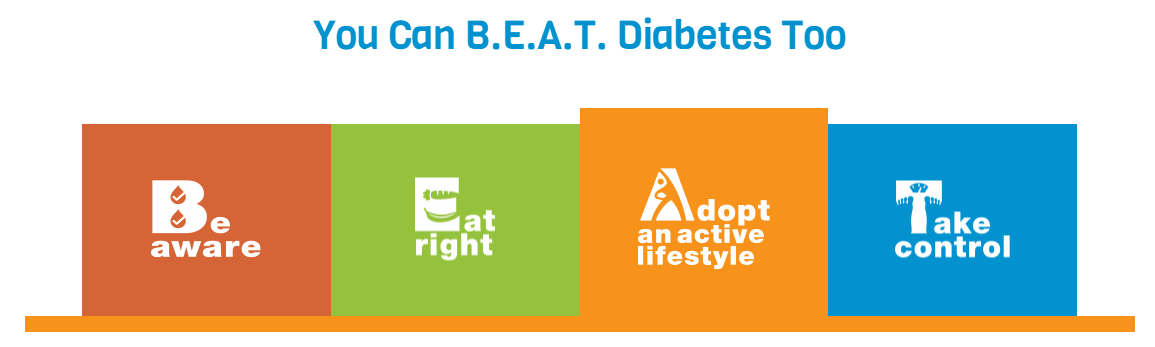 You Can B.E.A.T. Diabetes Too
Be
aware
Eat
right
Adopt
an active
lifestyle
Take
control